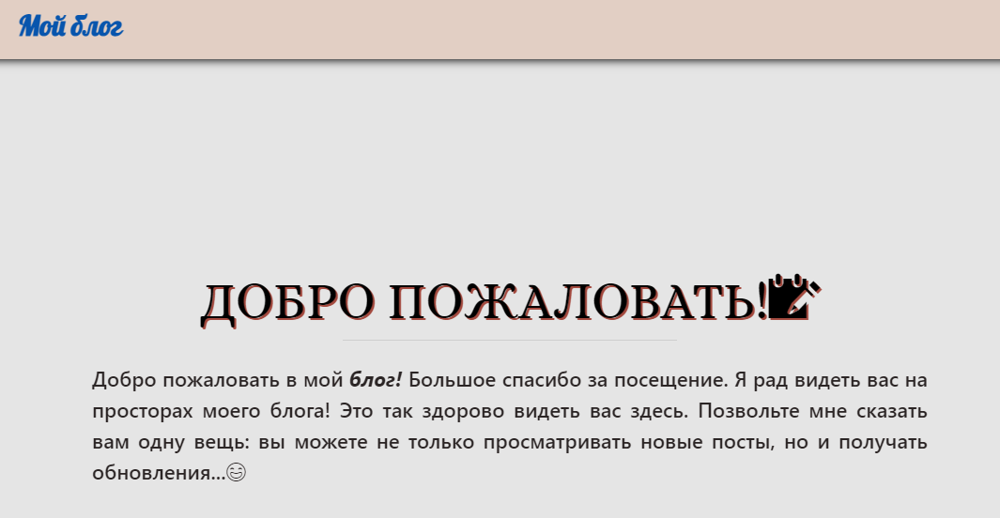 Мой блог
ДОБРО ПОЖАЛОВАТЬ!
Добро пожаловать в мой блог! Большое спасибо за посещение. Я рад видеть вас на
просторах моего блога! Это так здорово видеть вас здесь. Позвольте мне сказать
вам одну вещь: вы можете не только просматривать новые посты, но и получать
обновления...😊